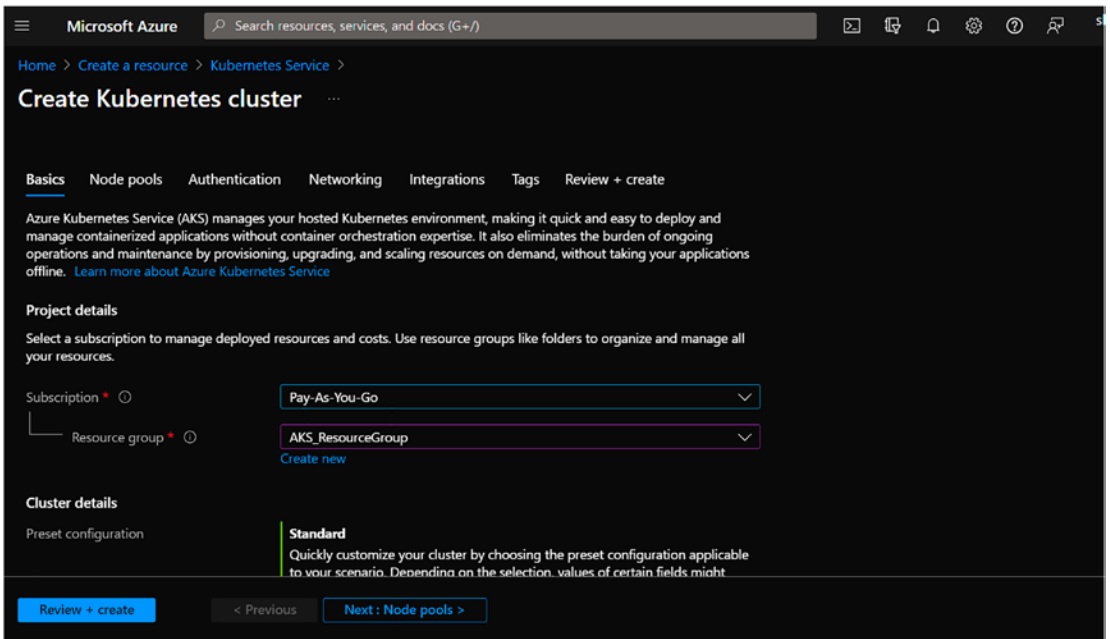 Microsoft Azure
Search resources, services, and docs (G+/)
Home > Create a resource > Kubernetes Service >
Create Kubernetes cluster ...
Basics Node pools Authentication Networking Integrations Tags Review + create
Azure Kubernetes Service (AKS) manages your hosted Kubernetes environment, making it quick and easy to deploy and
manage containerized applications without container orchestration expertise. It also eliminates the burden of ongoing
operations and maintenance by provisioning, upgrading, and scaling resources on demand, without taking your applications
offline. Learn more about Azure Kubernetes Service
Project details
Select a subscription to manage deployed resources and costs. Use resource groups like folders to organize and manage all
your resources.
Subscription *
Pay-As-You-Go
Resource group *
AKS_ResourceGroup
Create new
Cluster details
Preset configuration
Standard
Quickly customize your cluster by choosing the preset configuration applicable
to your scenario. Depending on the selection, values of certain fields might
Review + create
< Previous
Next : Node pools >